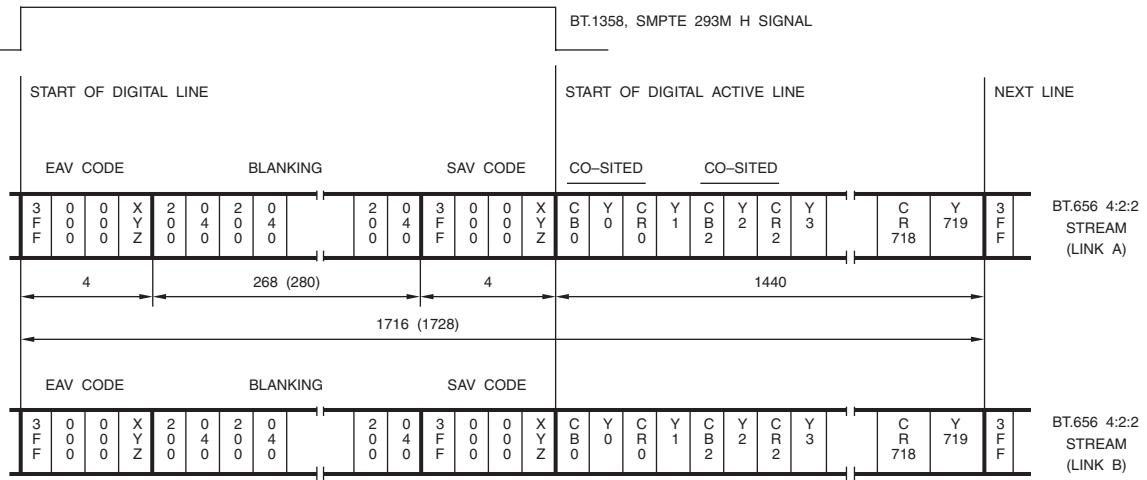 BT.1358, SMPTE 293M H SIGNAL
START OF DIGITAL LINE START OF DIGITAL ACTIVE LINE NEXT LINE
EAV CODE BLANKING SAV CODE CO–SITED CO–SITED
3FF 000 000 XYZ 200 040 200 040 200 040 3FF 000 000 XYZ CB0 Y0 CR0 Y1 CB2 Y2 CR2 Y3 CR718 Y719 3FF
BT.656 4:2:2
STREAM
(LINK A)
4 268 (280) 4 1440
1716 (1728)
EAV CODE BLANKING SAV CODE
3FF 000 000 XYZ 200 040 200 040 200 040 3FF 000 000 XYZ CB0 Y0 CR0 Y1 CB2 Y2 CR2 Y3 CR718 Y719 3FF
BT.656 4:2:2
STREAM
(LINK B)